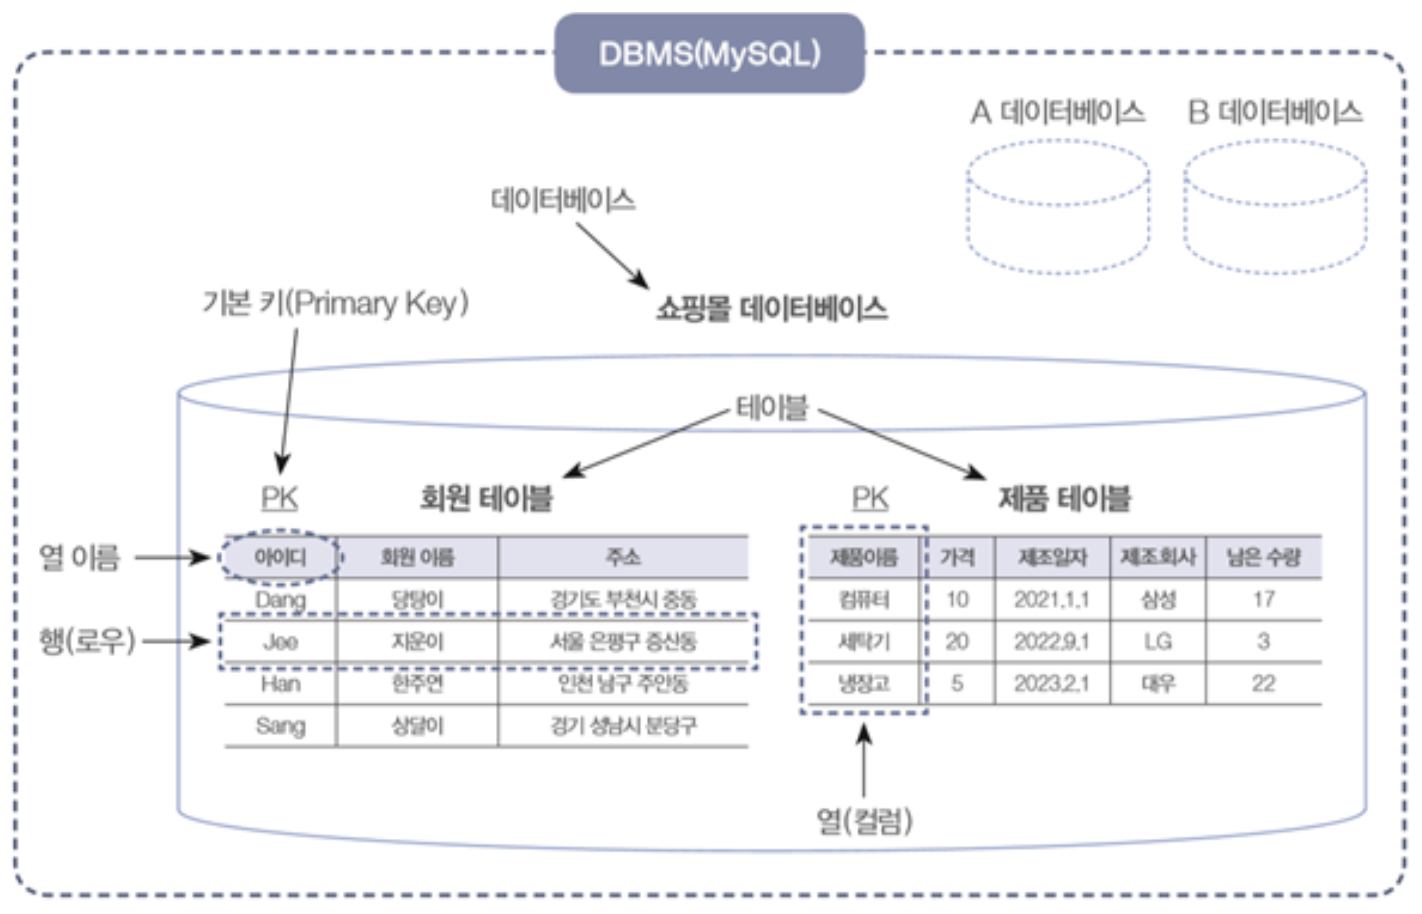 DBMS(MySQL)
A 데이터베이스 B 데이터베이스
데이터베이스
기본 키(Primary Key)
쇼핑몰 데이터베이스
테이블
PK 회원 테이블
PK 제품 테이블
열 이름
행(로우)
아이디 회원 이름 주소
Dang 당탕이 경기도 부천시 중동
Jee 지운이 서울 은평구 증산동
Han 한주연 인천 남구 주안동
Sang 상달이 경기 성남시 분당구
제품이름 가격 제조일자 제조회사 남은 수량
컴퓨터 10 2021.1.1 삼성 17
세탁기 20 2022.9.1 LG 3
냉장고 5 2023.2.1 대우 22
열(컬럼)